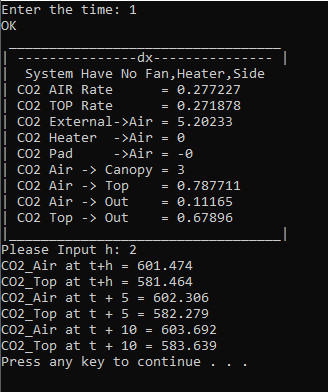 Enter the time: 1
OK
 _________________________________
| ---------------dx--------------- |
|  System Have No Fan,Heater,Side
| CO2 AIR Rate      = 0.277227
| CO2 TOP Rate      = 0.271878
| CO2 External->Air = 5.20233
| CO2 Heater  ->Air = 0
| CO2 Pad     ->Air = -0
| CO2 Air -> Canopy = 3
| CO2 Air -> Top    = 0.787711
| CO2 Air -> Out    = 0.11165
| CO2 Top -> Out    = 0.67896
|_________________________________|
Please Input h: 2
CO2_Air at t+h = 601.474
CO2_Top at t+h = 581.464
CO2_Air at t + 5 = 602.306
CO2_Top at t + 5 = 582.279
CO2_Air at t + 10 = 603.692
CO2_Top at t + 10 = 583.639
Press any key to continue . . .